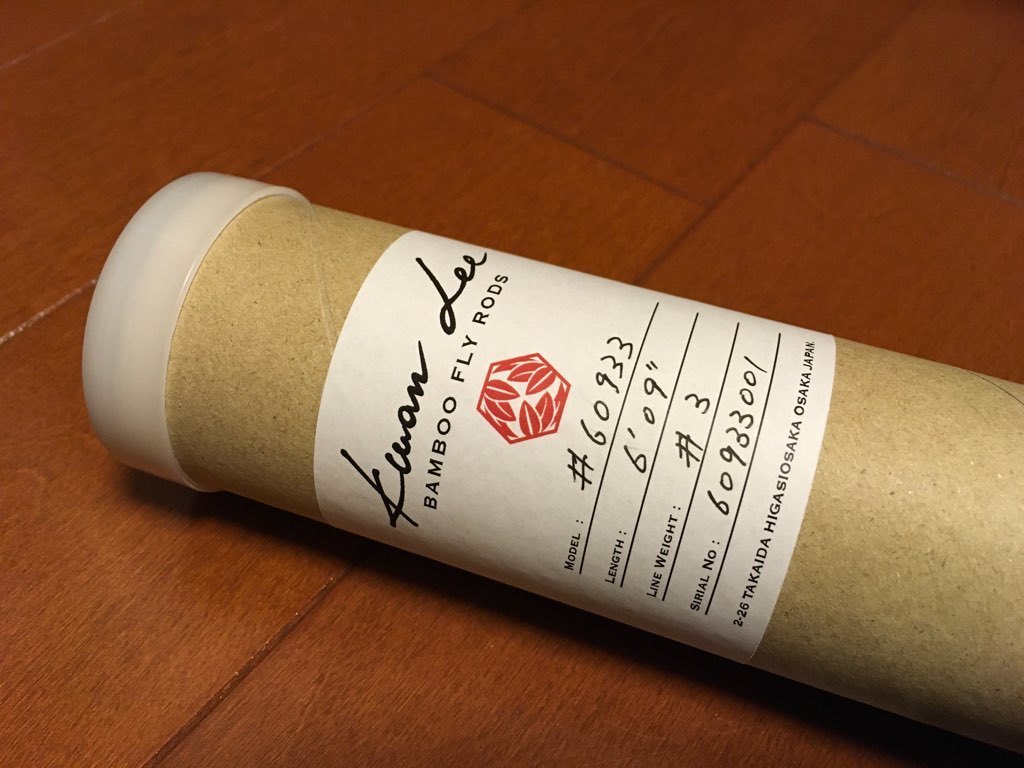 Kwan Lee
BAMBOO FLY RODS
MODEL : #60933
LENGTH : 6'09"
LINE WEIGHT : #3
SIRIAL NO : 60933001
2-26 TAKAIDA HIGASIOSAKA OSAKA JAPAN.